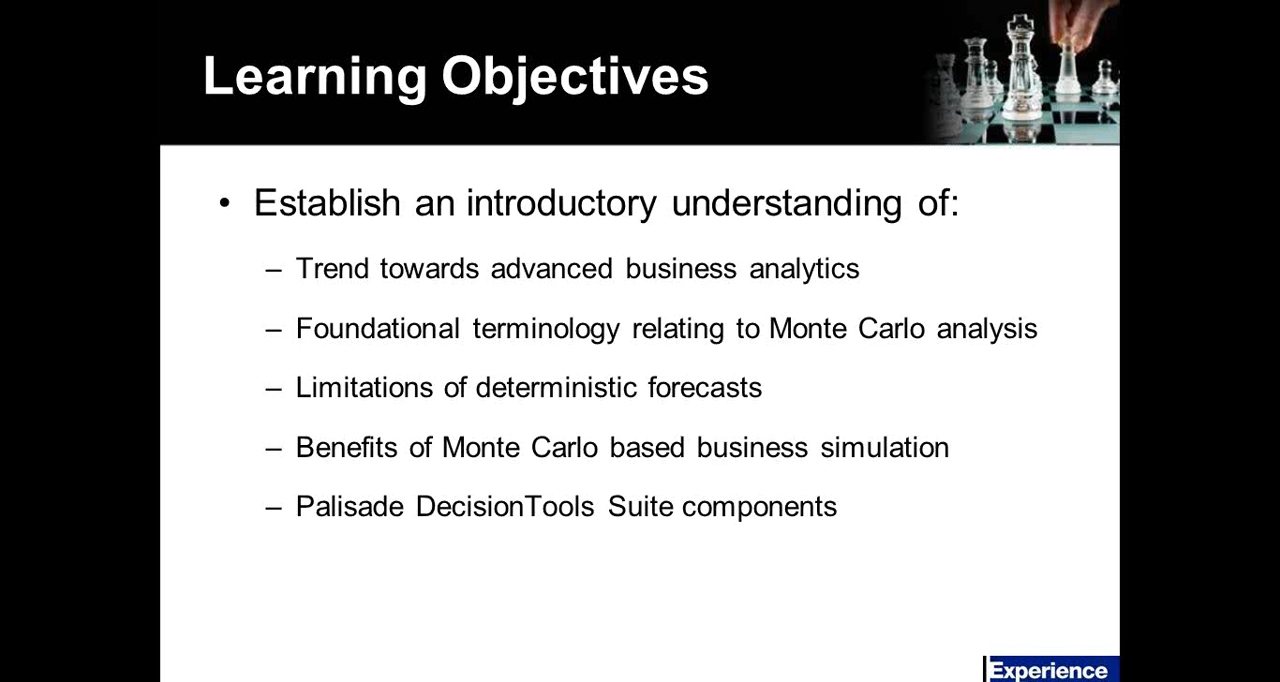 Learning Objectives
• Establish an introductory understanding of:
– Trend towards advanced business analytics
– Foundational terminology relating to Monte Carlo analysis
– Limitations of deterministic forecasts
– Benefits of Monte Carlo based business simulation
– Palisade DecisionTools Suite components
Experience